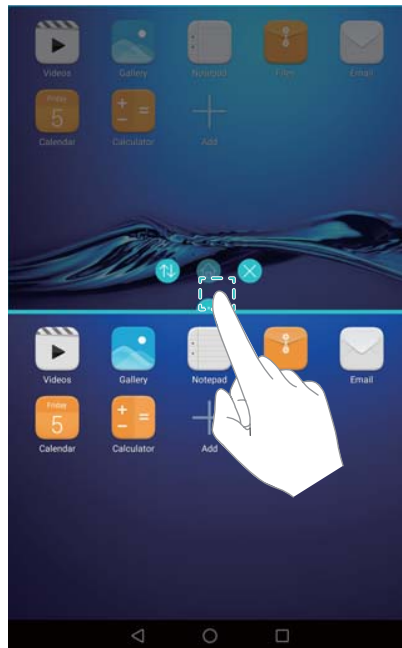 Videos Gallery Notepad Files Email
Friday
5
Calendar Calculator Add
Videos Gallery Notepad Email
Friday
5
Calendar Calculator Add